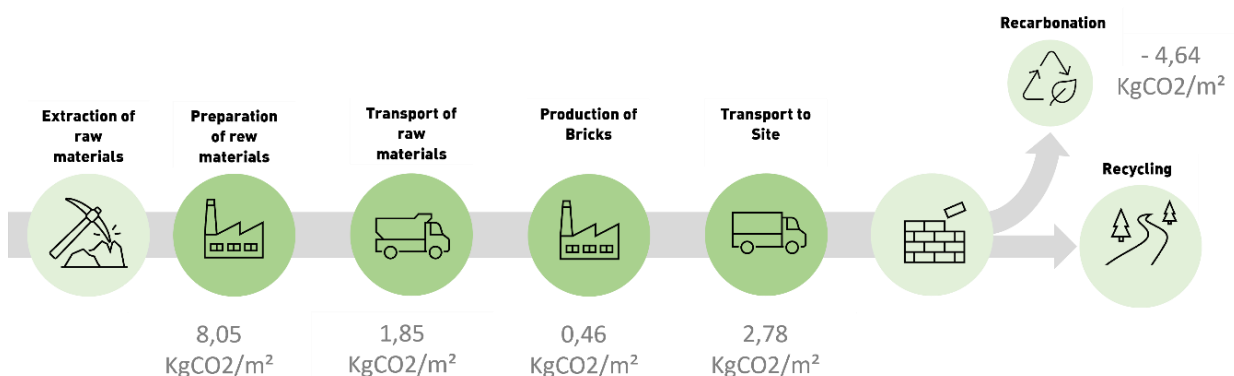 Recarbonation
- 4,64
KgCO2/m²
Extraction of
raw
materials
Preparation
of rew
materials
Transport of
raw
materials
Production of
Bricks
Transport to
Site
Recycling
8,05
KgCO2/m²
1,85
KgCO2/m²
0,46
KgCO2/m²
2,78
KgCO2/m²